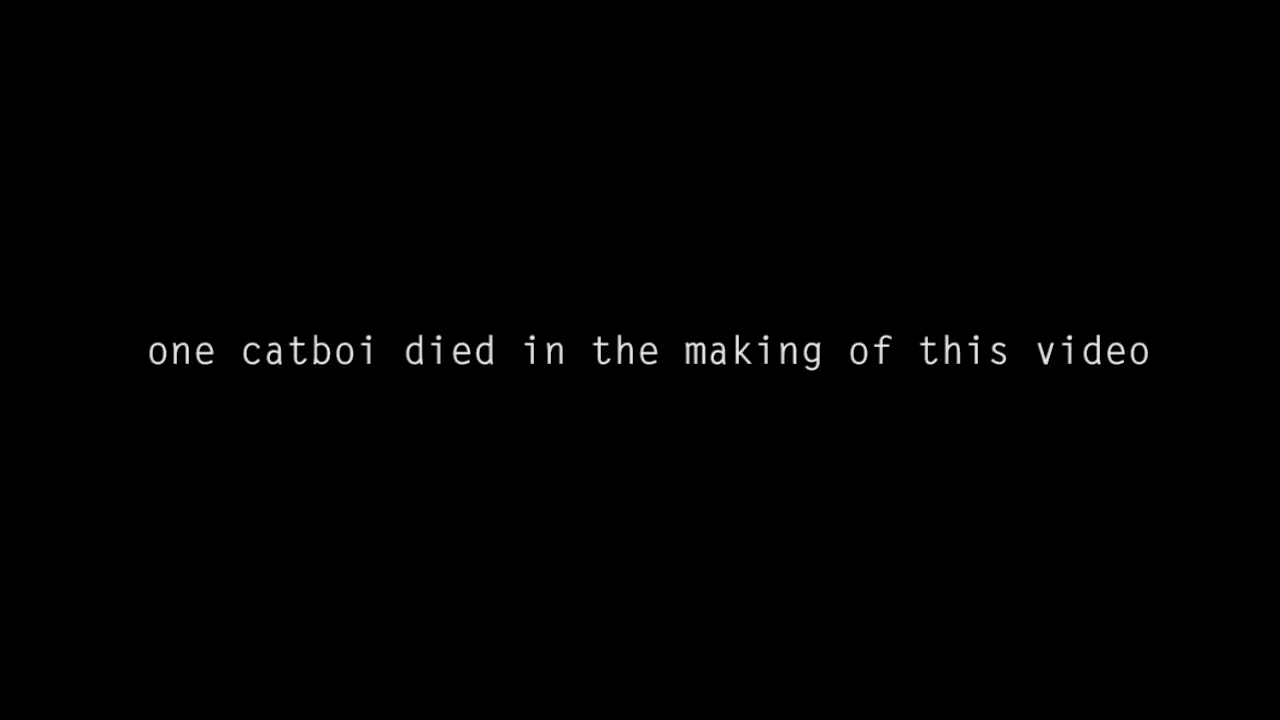 one catboi died in the making of this video